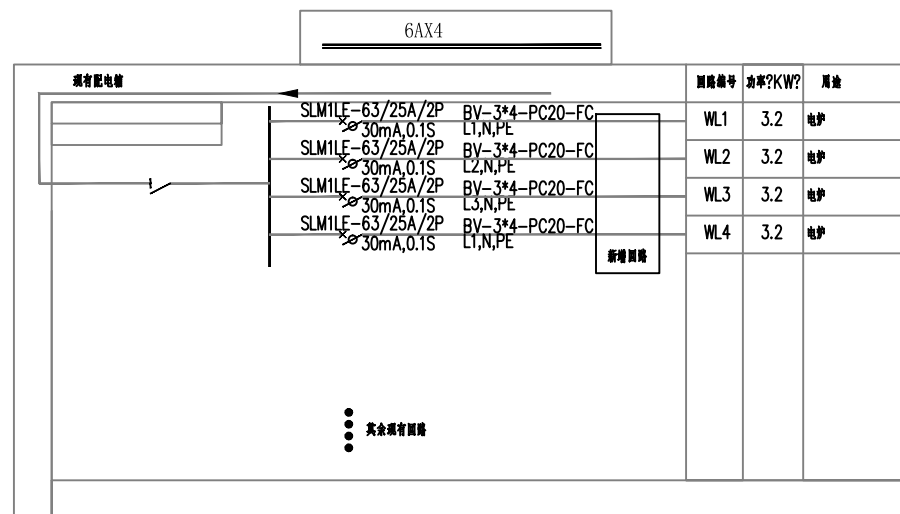 6AX4
现有配电箱
回路编号 功率?KW? 用途
SLM1LE-63/25A/2P BV-3*4-PC20-FC WL1 3.2 电炉
30mA,0.1S L1,N,PE
SLM1LE-63/25A/2P BV-3*4-PC20-FC WL2 3.2 电炉
30mA,0.1S L2,N,PE
SLM1LE-63/25A/2P BV-3*4-PC20-FC WL3 3.2 电炉
30mA,0.1S L3,N,PE
SLM1LE-63/25A/2P BV-3*4-PC20-FC WL4 3.2 电炉
30mA,0.1S L1,N,PE
新增回路
其余现有回路